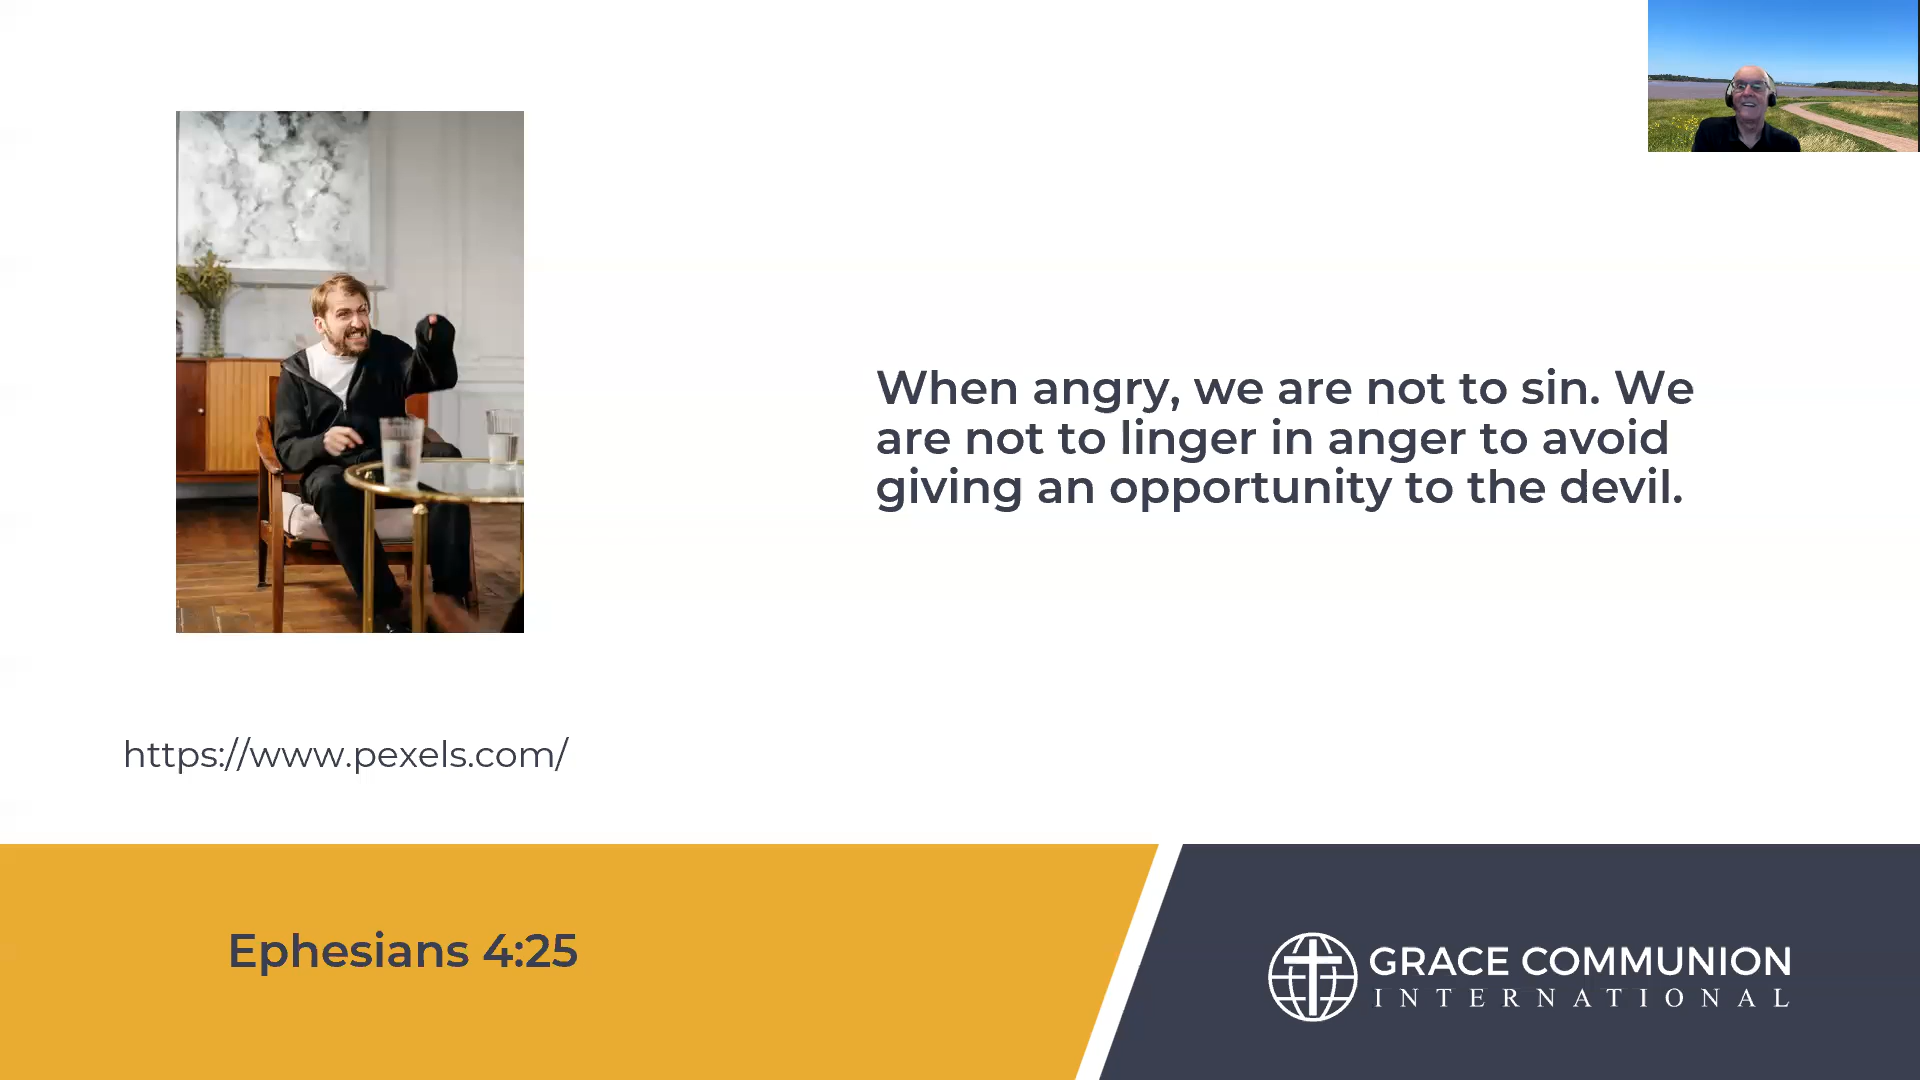 When angry, we are not to sin. We
are not to linger in anger to avoid
giving an opportunity to the devil.
https://www.pexels.com/
Ephesians 4:25
GRACE COMMUNION
INTERNATIONAL